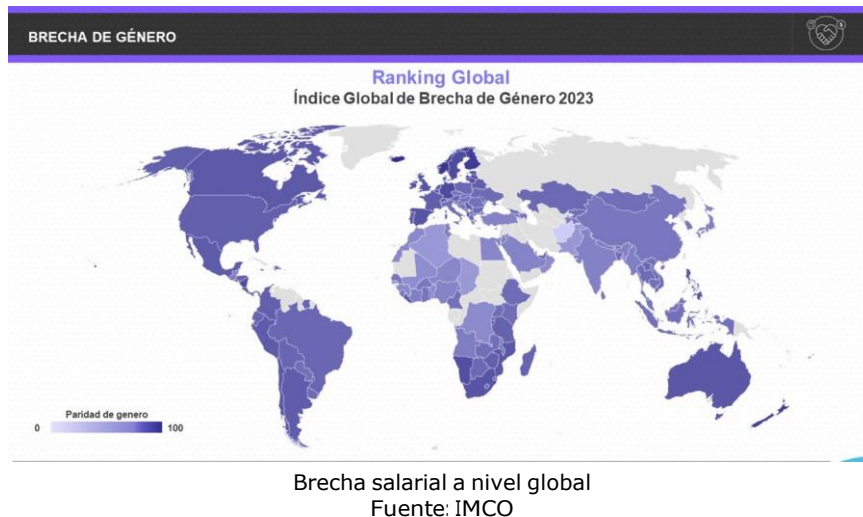 BRECHA DE GÉNERO
Ranking Global
Índice Global de Brecha de Género 2023
Paridad de genero
0 100
Brecha salarial a nivel global
Fuente: IMCO